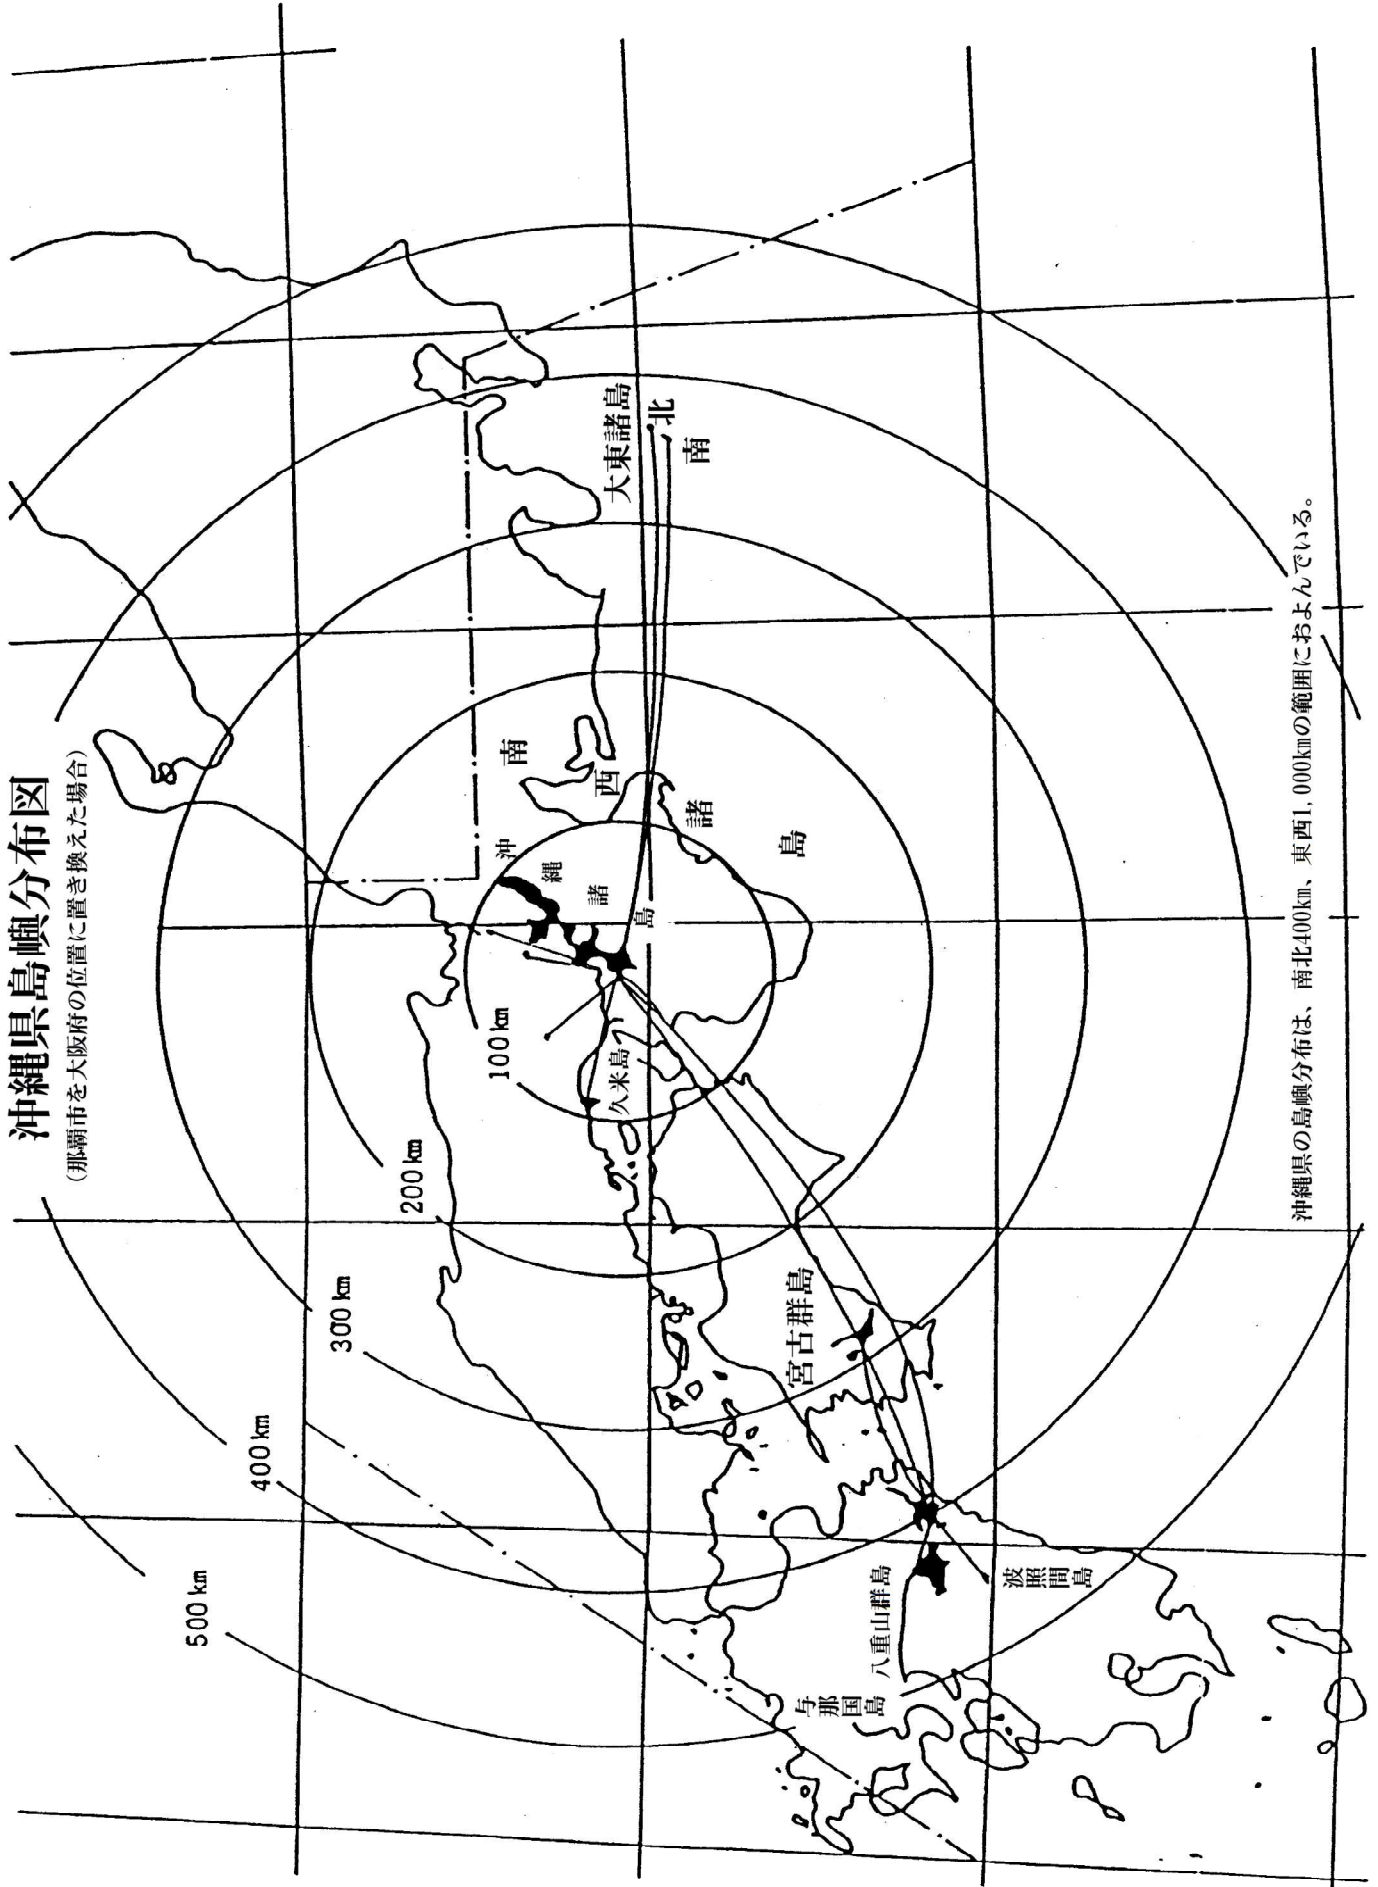 沖縄県島嶼分布図
(那覇市を大阪府の位置に置き換えた場合)
500km
400km
300km
200km
100km
沖縄諸島
南西諸島
大東諸島
北
南
久米島
宮古群島
八重山群島
与那国島
波照間島
沖縄県の島嶼分布は、南北400km、東西1,000kmの範囲におよんでいる。